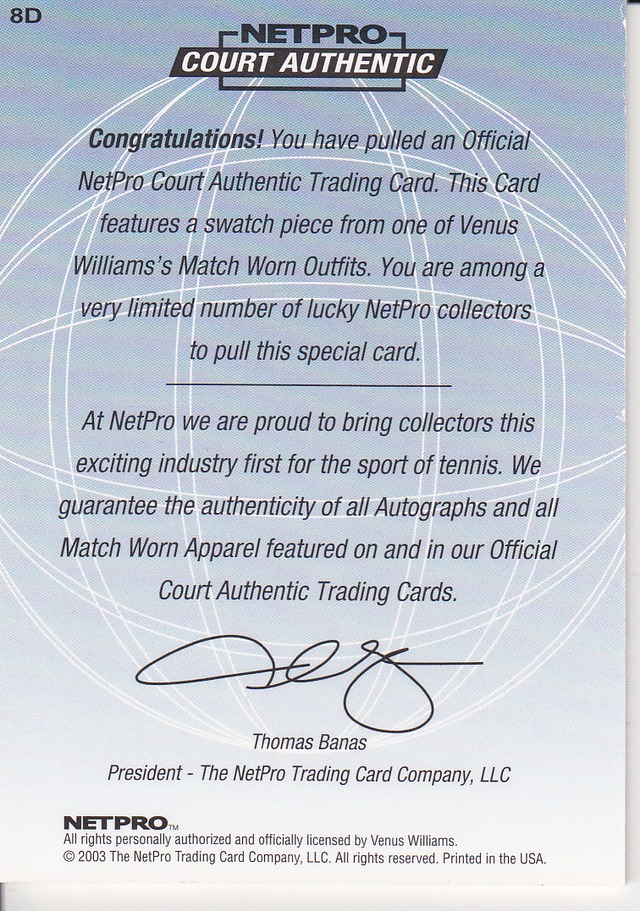 8D
NETPRO
COURT AUTHENTIC
Congratulations! You have pulled an Official
NetPro Court Authentic Trading Card. This Card
features a swatch piece from one of Venus
Williams's Match Worn Outfits. You are among a
very limited number of lucky NetPro collectors
to pull this special card.
At NetPro we are proud to bring collectors this
exciting industry first for the sport of tennis. We
guarantee the authenticity of all Autographs and all
Match Worn Apparel featured on and in our Official
Court Authentic Trading Cards.
Thomas Banas
President - The NetPro Trading Card Company, LLC
NETPRO™
All rights personally authorized and officially licensed by Venus Williams.
© 2003 The NetPro Trading Card Company, LLC. All rights reserved. Printed in the USA.